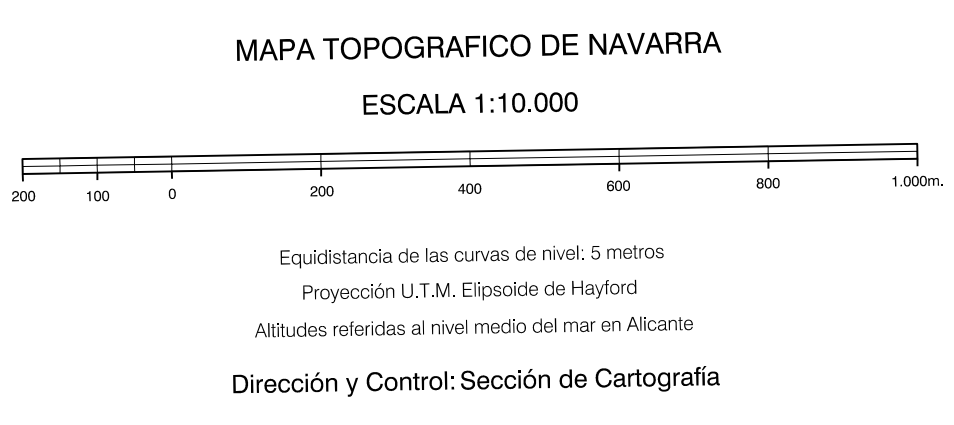 MAPA TOPOGRAFICO DE NAVARRA
ESCALA 1:10.000
200 100 0 200 400 600 800 1.000m.
Equidistancia de las curvas de nivel: 5 metros
Proyección U.T.M. Elipsoide de Hayford
Altitudes referidas al nivel medio del mar en Alicante
Dirección y Control: Sección de Cartografía